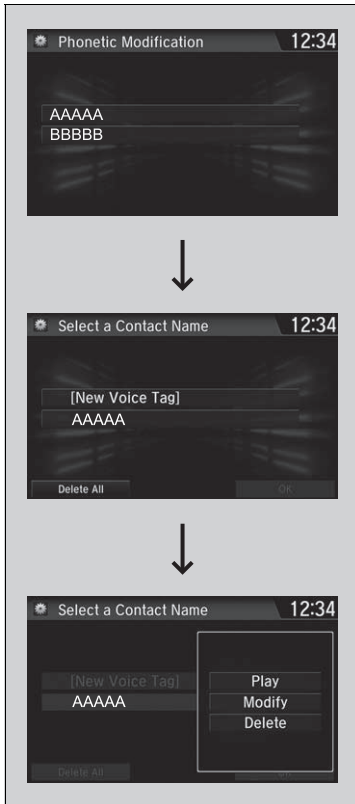 Phonetic Modification 12:34
AAAAA
BBBBB
Select a Contact Name 12:34
[New Voice Tag]
AAAAA
Delete All OK
Select a Contact Name 12:34
[New Voice Tag] Play
AAAAA Modify
Delete
Delete All OK